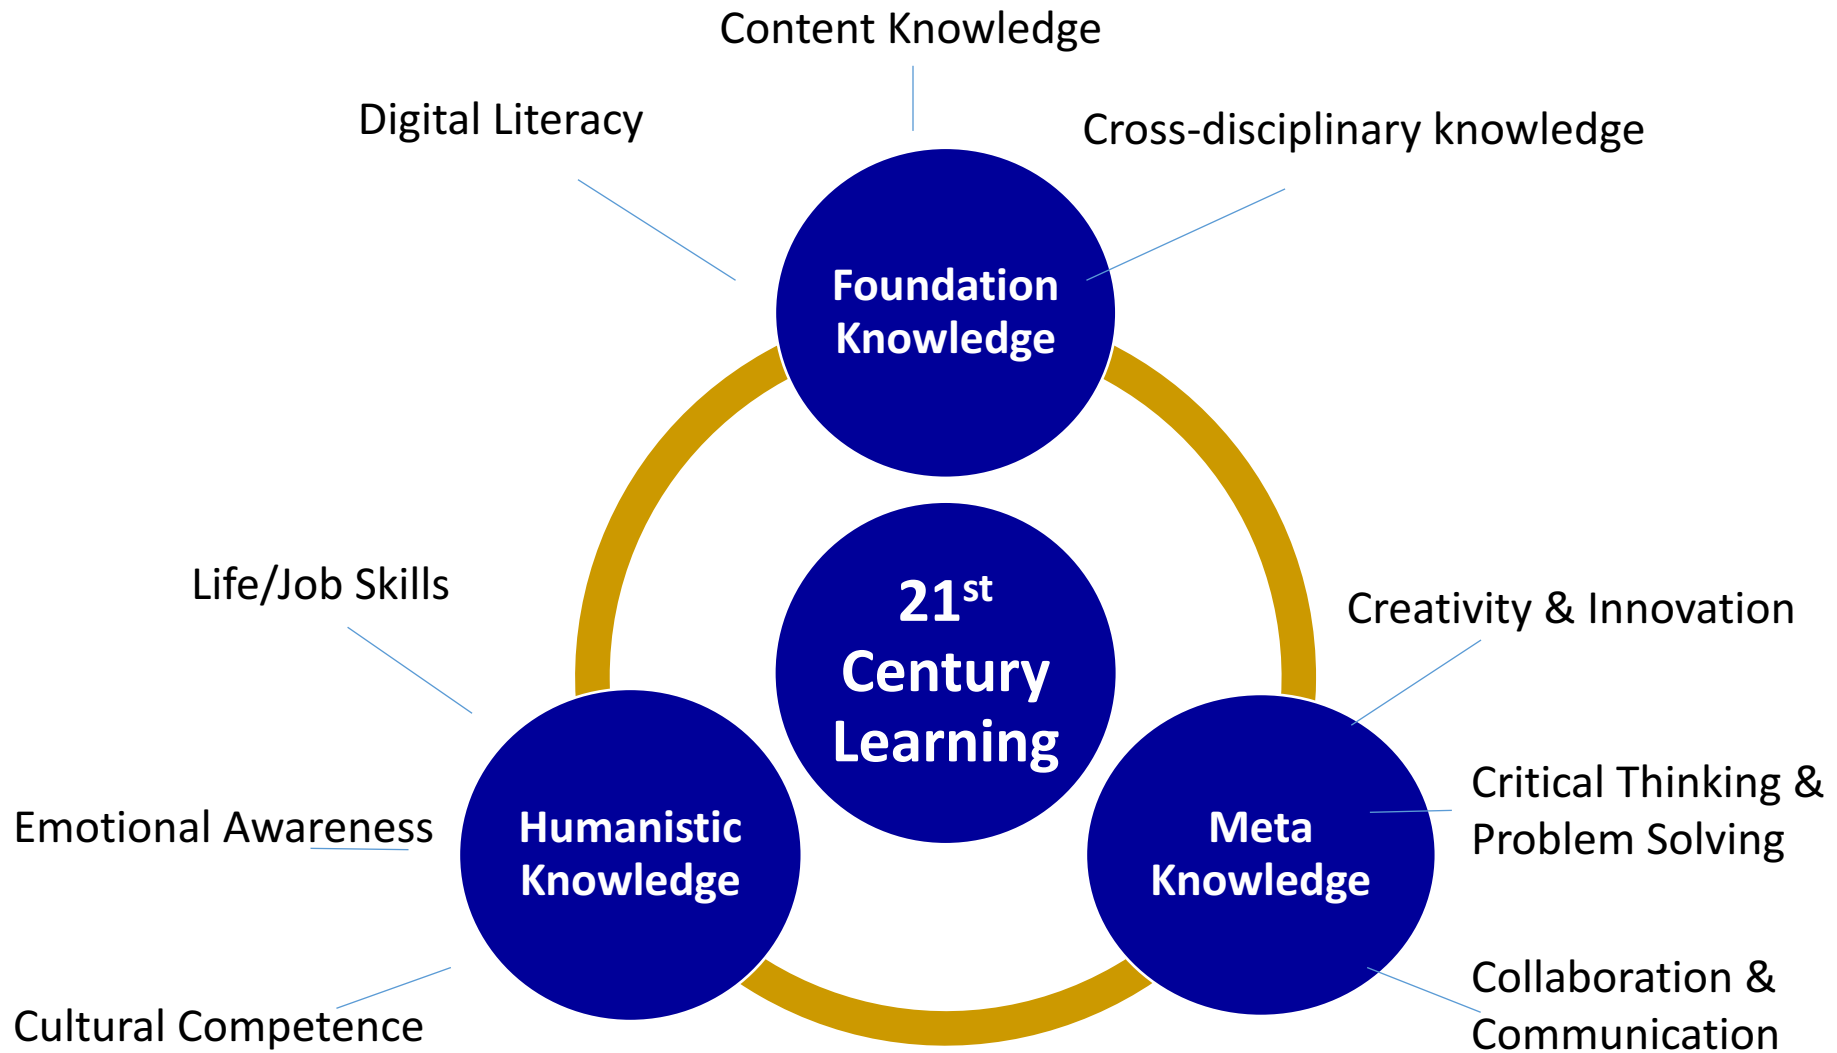 Content Knowledge
Digital Literacy
Cross-disciplinary knowledge
Foundation
Knowledge
Life/Job Skills
21st
Century
Learning
Creativity & Innovation
Emotional Awareness
Humanistic
Knowledge
Meta
Knowledge
Critical Thinking &
Problem Solving
Cultural Competence
Collaboration &
Communication